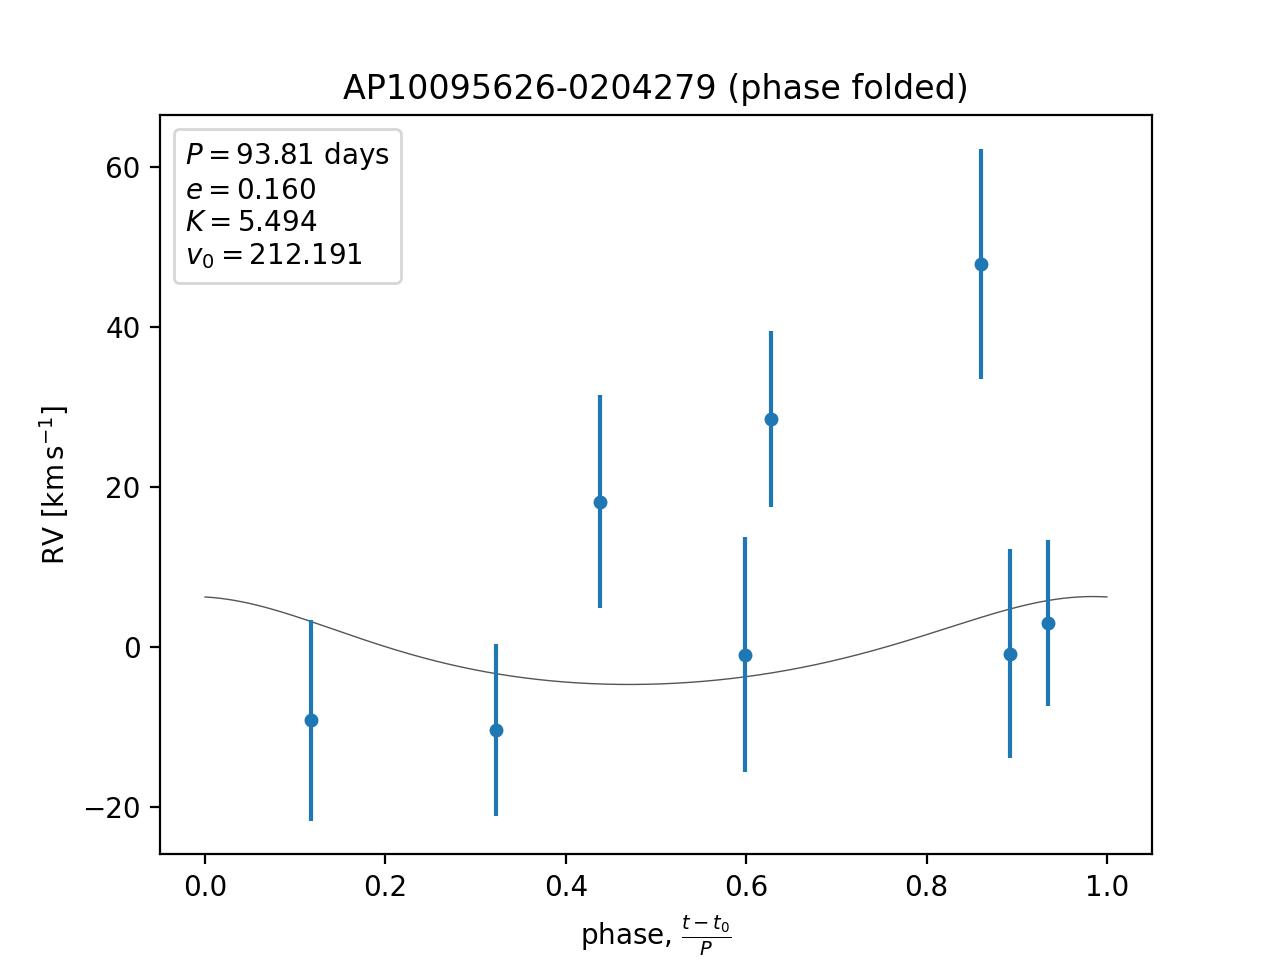 AP10095626-0204279 (phase folded)
P = 93.81 days
e = 0.160
K = 5.494
v₀ = 212.191
60
40
20
0
−20
RV [km s⁻¹]
0.0 0.2 0.4 0.6 0.8 1.0
phase, (t − t₀)/P